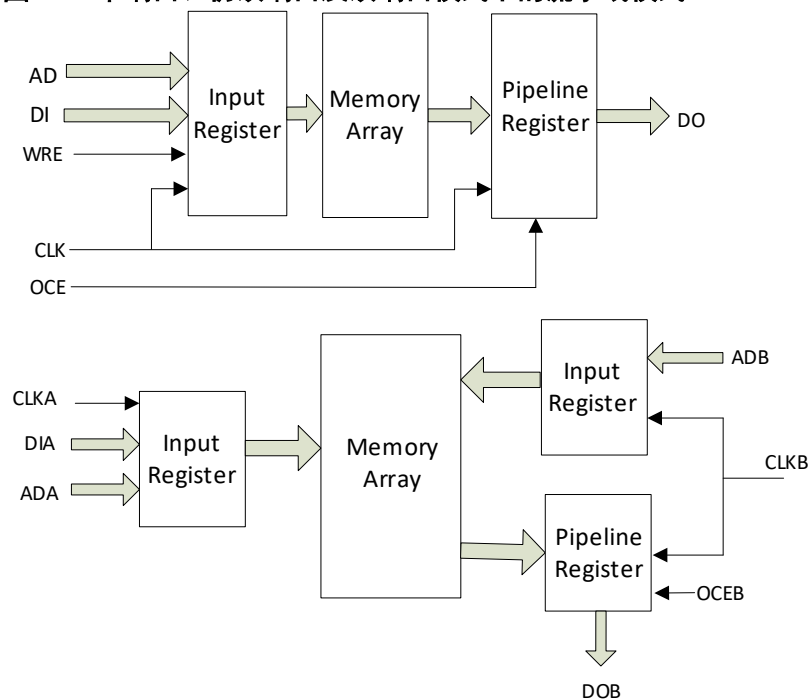 AD
DI
WRE
CLK
OCE
Input
Register
Memory
Array
Pipeline
Register
DO
CLKA
DIA
ADA
Input
Register
Memory
Array
Input
Register
ADB
CLKB
Pipeline
Register
OCEB
DOB